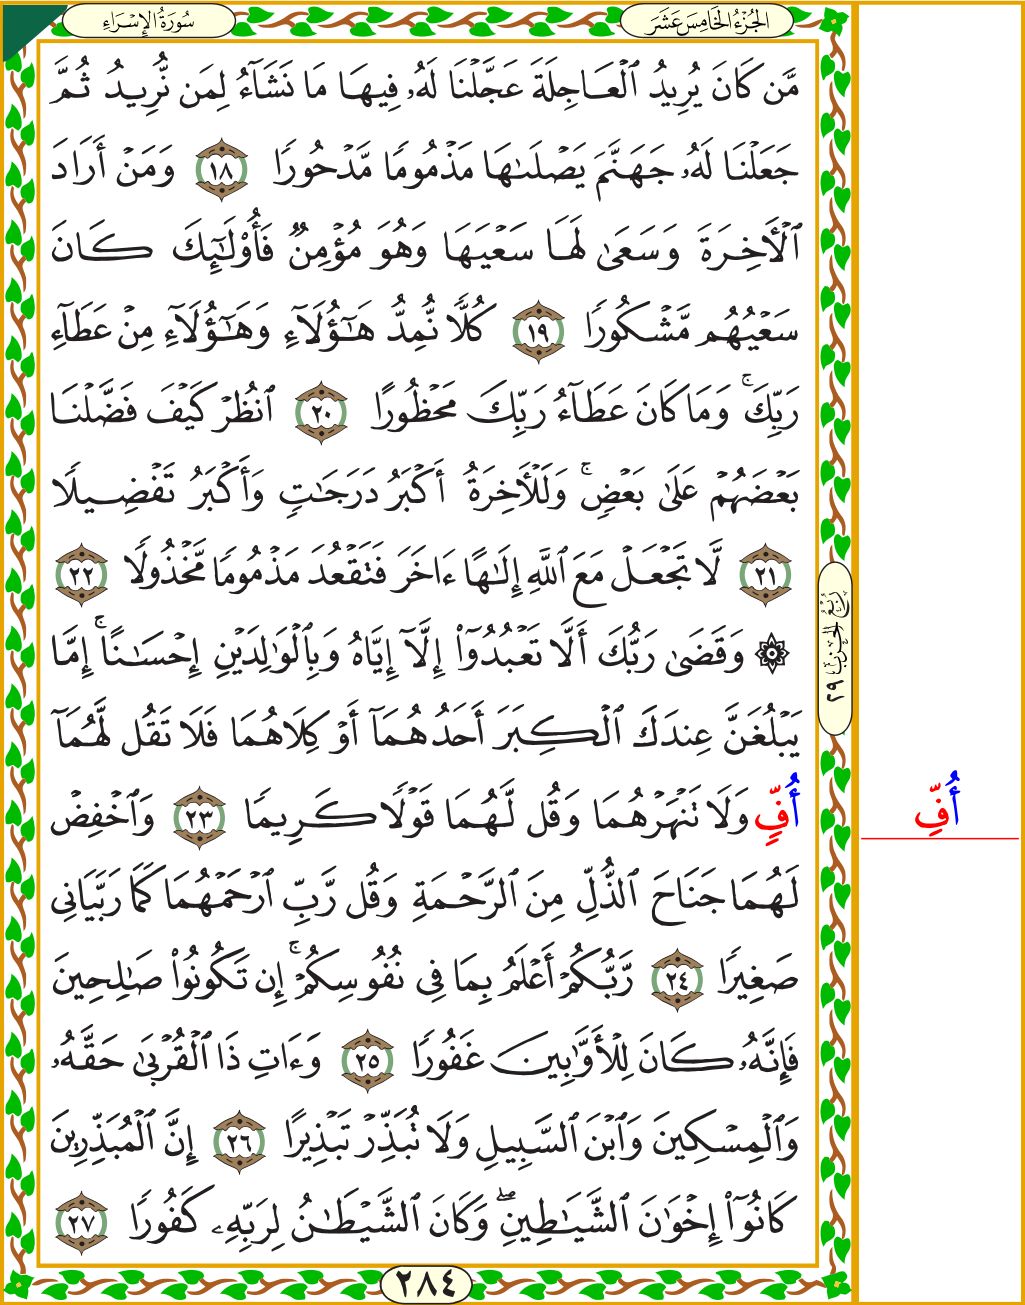 سُورَةُ الإِسْرَاءِ
الجُزْءُ الخَامِسَ عَشَرَ
مَّن كَانَ يُرِيدُ ٱلْعَاجِلَةَ عَجَّلْنَا لَهُۥ فِيهَا مَا نَشَآءُ لِمَن نُّرِيدُ ثُمَّ
جَعَلْنَا لَهُۥ جَهَنَّمَ يَصْلَىٰهَا مَذْمُومًا مَّدْحُورًا ١٨ وَمَنْ أَرَادَ
ٱلْأَخِرَةَ وَسَعَىٰ لَهَا سَعْيَهَا وَهُوَ مُؤْمِنٌ فَأُوْلَٰٓئِكَ كَانَ
سَعْيُهُم مَّشْكُورًا ١٩ كُلًّا نُّمِدُّ هَٰٓؤُلَآءِ وَهَٰٓؤُلَآءِ مِنْ عَطَآءِ
رَبِّكَ ۚ وَمَا كَانَ عَطَآءُ رَبِّكَ مَحْظُورًا ٢٠ ٱنظُرْ كَيْفَ فَضَّلْنَا
بَعْضَهُمْ عَلَىٰ بَعْضٍ ۚ وَلَلْأَخِرَةُ أَكْبَرُ دَرَجَٰتٍ وَأَكْبَرُ تَفْضِيلًا
٢١ لَّا تَجْعَلْ مَعَ ٱللَّهِ إِلَٰهًا ءَاخَرَ فَتَقْعُدَ مَذْمُومًا مَّخْذُولًا ٢٢
۞ وَقَضَىٰ رَبُّكَ أَلَّا تَعْبُدُوٓاْ إِلَّآ إِيَّاهُ وَبِٱلْوَٰلِدَيْنِ إِحْسَٰنًا ۚ إِمَّا
يَبْلُغَنَّ عِندَكَ ٱلْكِبَرَ أَحَدُهُمَآ أَوْ كِلَاهُمَا فَلَا تَقُل لَّهُمَآ
أُفٍّ وَلَا تَنْهَرْهُمَا وَقُل لَّهُمَا قَوْلًا كَرِيمًا ٢٣ وَٱخْفِضْ
لَهُمَا جَنَاحَ ٱلذُّلِّ مِنَ ٱلرَّحْمَةِ وَقُل رَّبِّ ٱرْحَمْهُمَا كَمَا رَبَّيَانِى
صَغِيرًا ٢٤ رَّبُّكُمْ أَعْلَمُ بِمَا فِى نُفُوسِكُمْ ۚ إِن تَكُونُواْ صَٰلِحِينَ
فَإِنَّهُۥ كَانَ لِلْأَوَّٰبِينَ غَفُورًا ٢٥ وَءَاتِ ذَا ٱلْقُرْبَىٰ حَقَّهُۥ
وَٱلْمِسْكِينَ وَٱبْنَ ٱلسَّبِيلِ وَلَا تُبَذِّرْ تَبْذِيرًا ٢٦ إِنَّ ٱلْمُبَذِّرِينَ
كَانُوٓاْ إِخْوَٰنَ ٱلشَّيَٰطِينِ ۖ وَكَانَ ٱلشَّيْطَٰنُ لِرَبِّهِۦ كَفُورًا ٢٧
٢٨٤
رُبْعُ الحِزْبِ ٢٩
أُفِّ